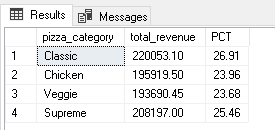 Results Messages
pizza_category total_revenue PCT
1 Classic 220053.10 26.91
2 Chicken 195919.50 23.96
3 Veggie 193690.45 23.68
4 Supreme 208197.00 25.46